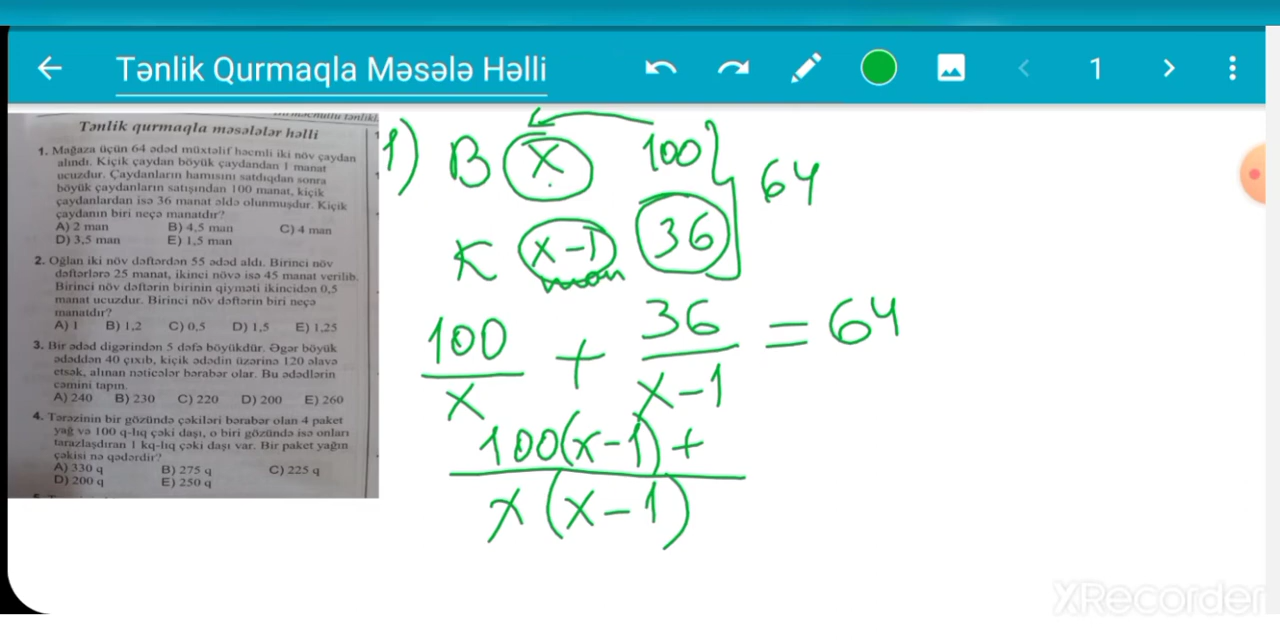 Tənlik Qurmaqla Məsələ Həlli
1
Tənlik qurmaqla məsələlər həlli
1. Mağaza üçün 64 ədəd müxtəlif həcmli iki növ çaydan
alındı. Kiçik çaydan böyük çaydandan 1 manat
ucuzdur. Çaydanların hamısını satdıqdan sonra
böyük çaydanların satışından 100 manat, kiçik
çaydanlardan isə 36 manat əldə olunmuşdur. Kiçik
çaydanın biri neçə manatdır?
A) 2 man B) 4,5 man C) 4 man
D) 3,5 man E) 1,5 man
2. Oğlan iki növ dəftərdən 55 ədəd aldı. Birinci növ
dəftərlərə 25 manat, ikinci növə isə 45 manat verilib.
Birinci növ dəftərin birinin qiyməti ikincidən 0,5
manat ucuzdur. Birinci növ dəftərin biri neçə
manatdır?
A) 1 B) 1,2 C) 0,5 D) 1,5 E) 1,25
3. Bir ədəd digərindən 5 dəfə böyükdür. Əgər böyük
ədəddən 40 çıxıb, kiçik ədədin üzərinə 120 əlavə
etsək, alınan nəticələr bərabər olar. Bu ədədlərin
cəmini tapın.
A) 240 B) 230 C) 220 D) 200 E) 260
4. Tərəzinin bir gözündə çəkiləri bərabər olan 4 paket
yağ və 100 q-lıq çəki daşı, o biri gözündə isə onları
tarazlaşdıran 1 kq-lıq çəki daşı var. Bir paket yağın
çəkisi nə qədərdir?
A) 330 q B) 275 q C) 225 q
D) 200 q E) 250 q
1) B x 100
64
K x-1 36
man
100/x + 36/x-1 = 64
100(x-1) +
x(x-1)
XRecorder